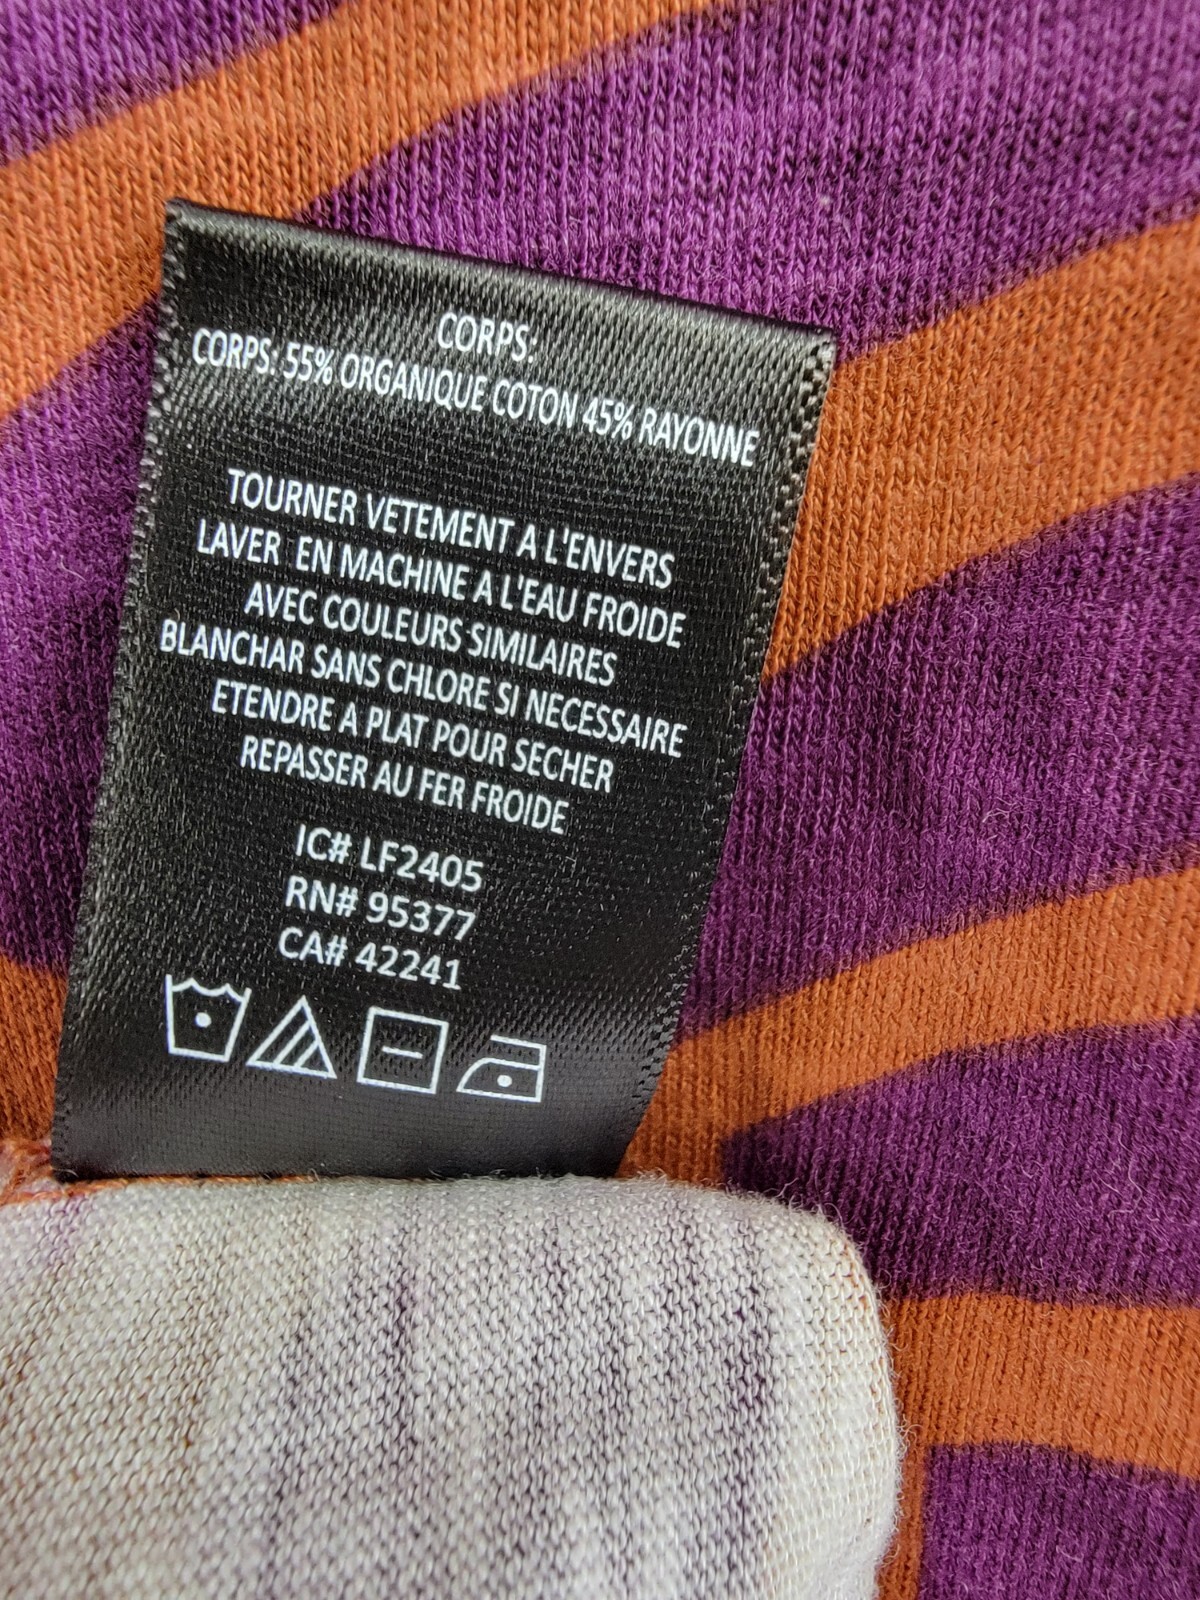 CORPS:
CORPS: 55% ORGANIQUE COTON 45% RAYONNE
TOURNER VETEMENT A L'ENVERS
LAVER EN MACHINE A L'EAU FROIDE
AVEC COULEURS SIMILAIRES
BLANCHAR SANS CHLORE SI NECESSAIRE
ETENDRE A PLAT POUR SECHER
REPASSER AU FER FROIDE
IC# LF2405
RN# 95377
CA# 42241